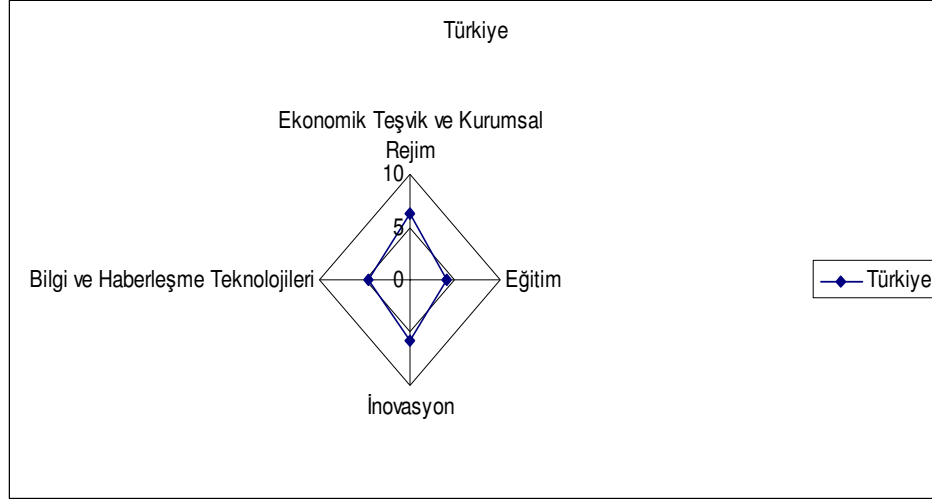 Türkiye
Ekonomik Teşvik ve Kurumsal
Rejim
10
5
0
Bilgi ve Haberleşme Teknolojileri
Eğitim
İnovasyon
Türkiye